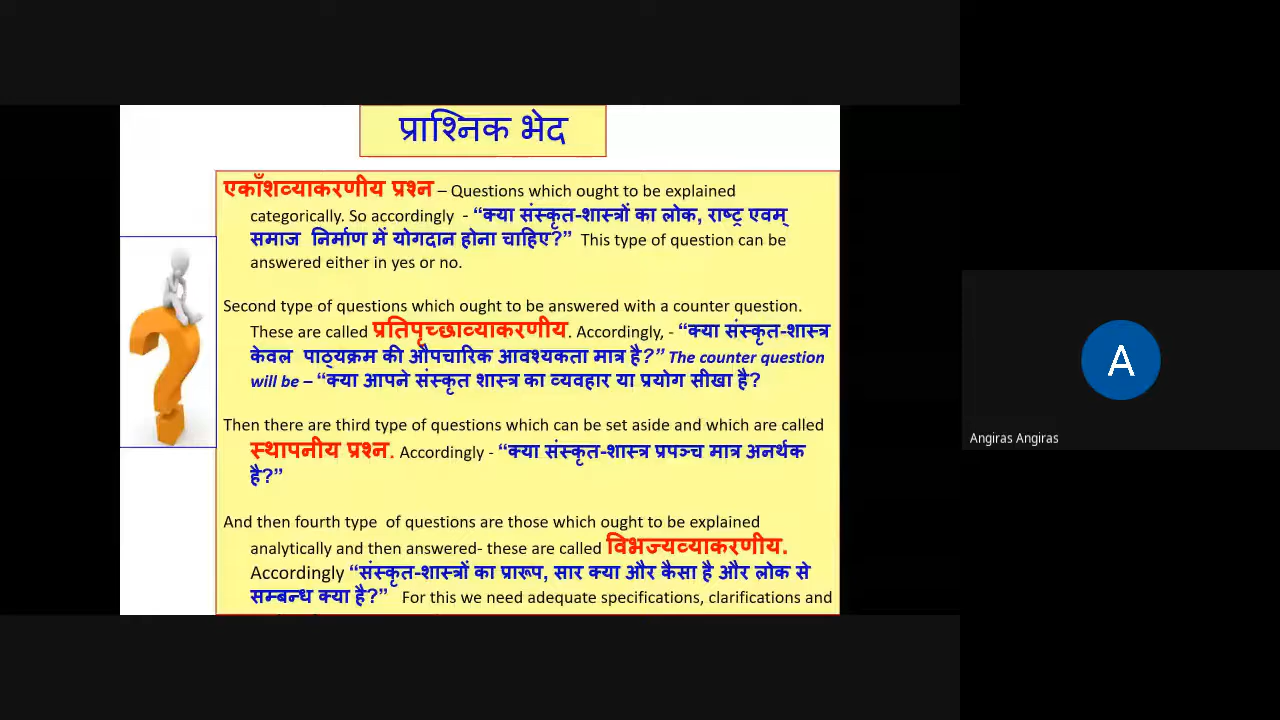 प्राश्निक भेद
एकाँशव्याकरणीय प्रश्न – Questions which ought to be explained
categorically. So accordingly - “क्या संस्कृत-शास्त्रों का लोक, राष्ट्र एवम्
समाज निर्माण में योगदान होना चाहिए?” This type of question can be
answered either in yes or no.
Second type of questions which ought to be answered with a counter question.
These are called प्रतिपृच्छाव्याकरणीय. Accordingly, - “क्या संस्कृत-शास्त्र
केवल पाठ्यक्रम की औपचारिक आवश्यकता मात्र है?” The counter question
will be – “क्या आपने संस्कृत शास्त्र का व्यवहार या प्रयोग सीखा है?
Then there are third type of questions which can be set aside and which are called
स्थापनीय प्रश्न. Accordingly - “क्या संस्कृत-शास्त्र प्रपञ्च मात्र अनर्थक
है?”
And then fourth type of questions are those which ought to be explained
analytically and then answered- these are called विभज्यव्याकरणीय.
Accordingly “संस्कृत-शास्त्रों का प्रारूप, सार क्या और कैसा है और लोक से
सम्बन्ध क्या है?” For this we need adequate specifications, clarifications and
A
Angiras Angiras